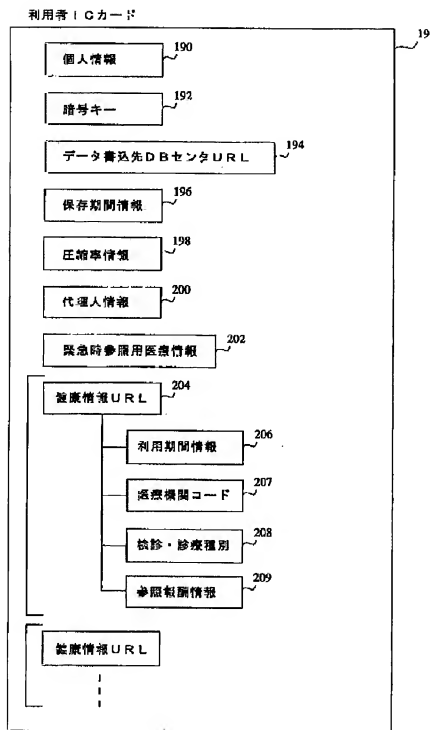 利用者ICカード
19
個人情報
190
暗号キー
192
データ書込先DBセンタURL
194
保存期間情報
196
圧縮率情報
198
代理人情報
200
緊急時参照用医療情報
202
健康情報URL
204
利用期間情報
206
医療機関コード
207
検診・診療種別
208
参照報酬情報
209
健康情報URL